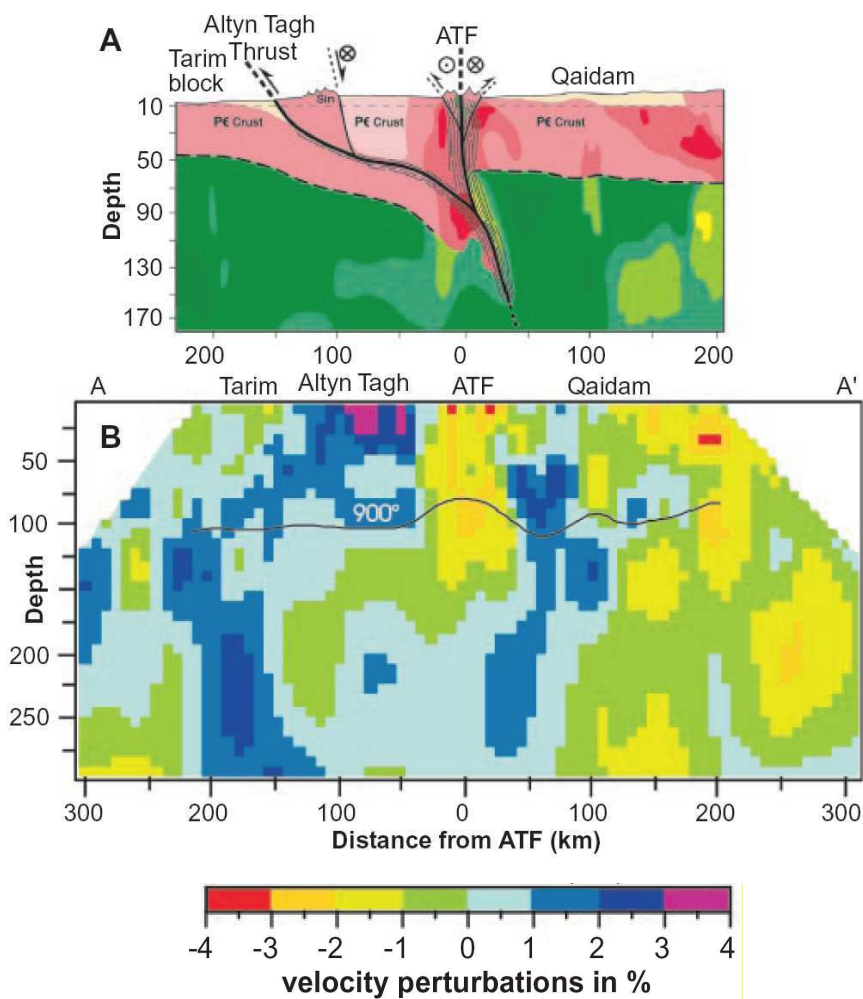 A
Altyn Tagh
Thrust
Tarim
block
ATF
Qaidam
Sin
P€ Crust
P€ Crust
P€ Crust
10
50
90
130
170
Depth
200
100
0
100
200
A
Tarim
Altyn Tagh
ATF
Qaidam
A'
B
900°
50
100
200
250
Depth
300
200
100
0
100
200
300
Distance from ATF (km)
-4
-3
-2
-1
0
1
2
3
4
velocity perturbations in %